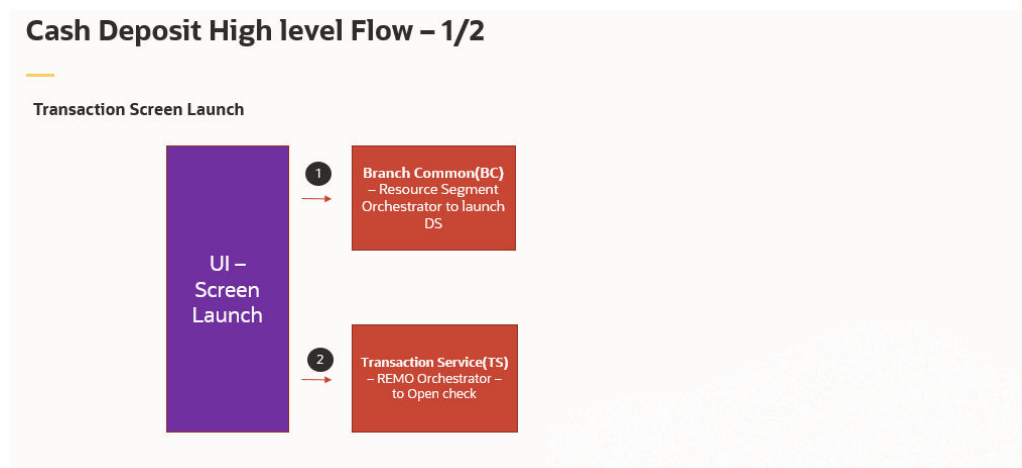 Cash Deposit High level Flow – 1/2
Transaction Screen Launch
UI –
Screen
Launch
1
Branch Common(BC)
– Resource Segment
Orchestrator to launch
DS
2
Transaction Service(TS)
– REMO Orchestrator –
to Open check